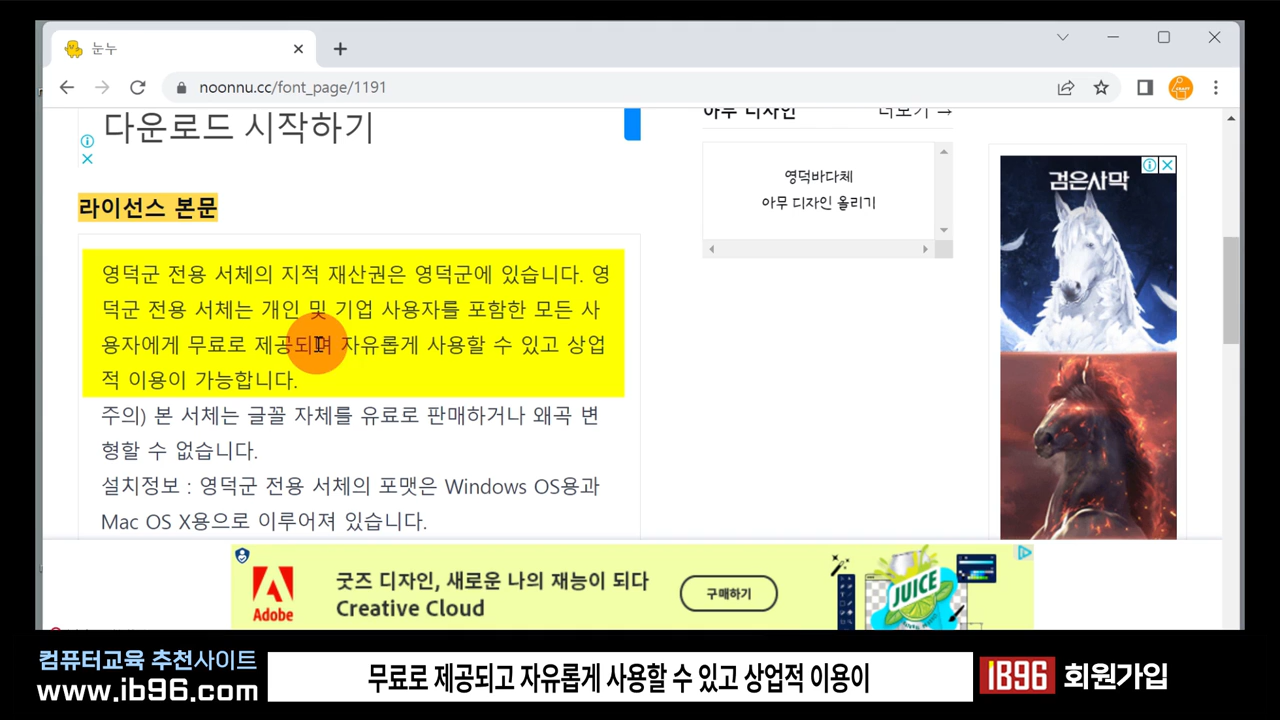 눈누
noonnu.cc/font_page/1191
다운로드 시작하기
아무 디자인 더보기 →
영덕바다체
아무 디자인 올리기
검은사막
라이선스 본문
영덕군 전용 서체의 지적 재산권은 영덕군에 있습니다. 영
덕군 전용 서체는 개인 및 기업 사용자를 포함한 모든 사
용자에게 무료로 제공되며 자유롭게 사용할 수 있고 상업
적 이용이 가능합니다.
주의) 본 서체는 글꼴 자체를 유료로 판매하거나 왜곡 변
형할 수 없습니다.
설치정보 : 영덕군 전용 서체의 포맷은 Windows OS용과
Mac OS X용으로 이루어져 있습니다.
Adobe
굿즈 디자인, 새로운 나의 재능이 되다
Creative Cloud
구매하기
JUICE
컴퓨터교육 추천사이트
www.ib96.com
무료로 제공되고 자유롭게 사용할 수 있고 상업적 이용이
IB96 회원가입